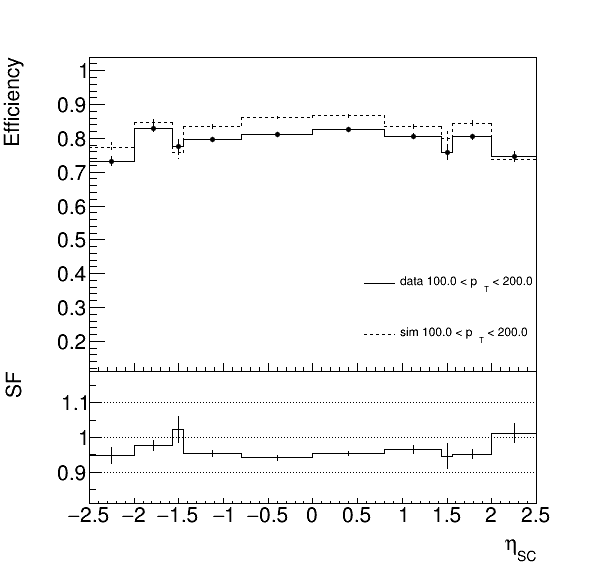 Efficiency
1
0.9
0.8
0.7
0.6
0.5
0.4
0.3
0.2
data 100.0 < p_T < 200.0
sim 100.0 < p_T < 200.0
SF
1.1
1
0.9
−2.5 −2 −1.5 −1 −0.5 0 0.5 1 1.5 2 2.5
η_SC